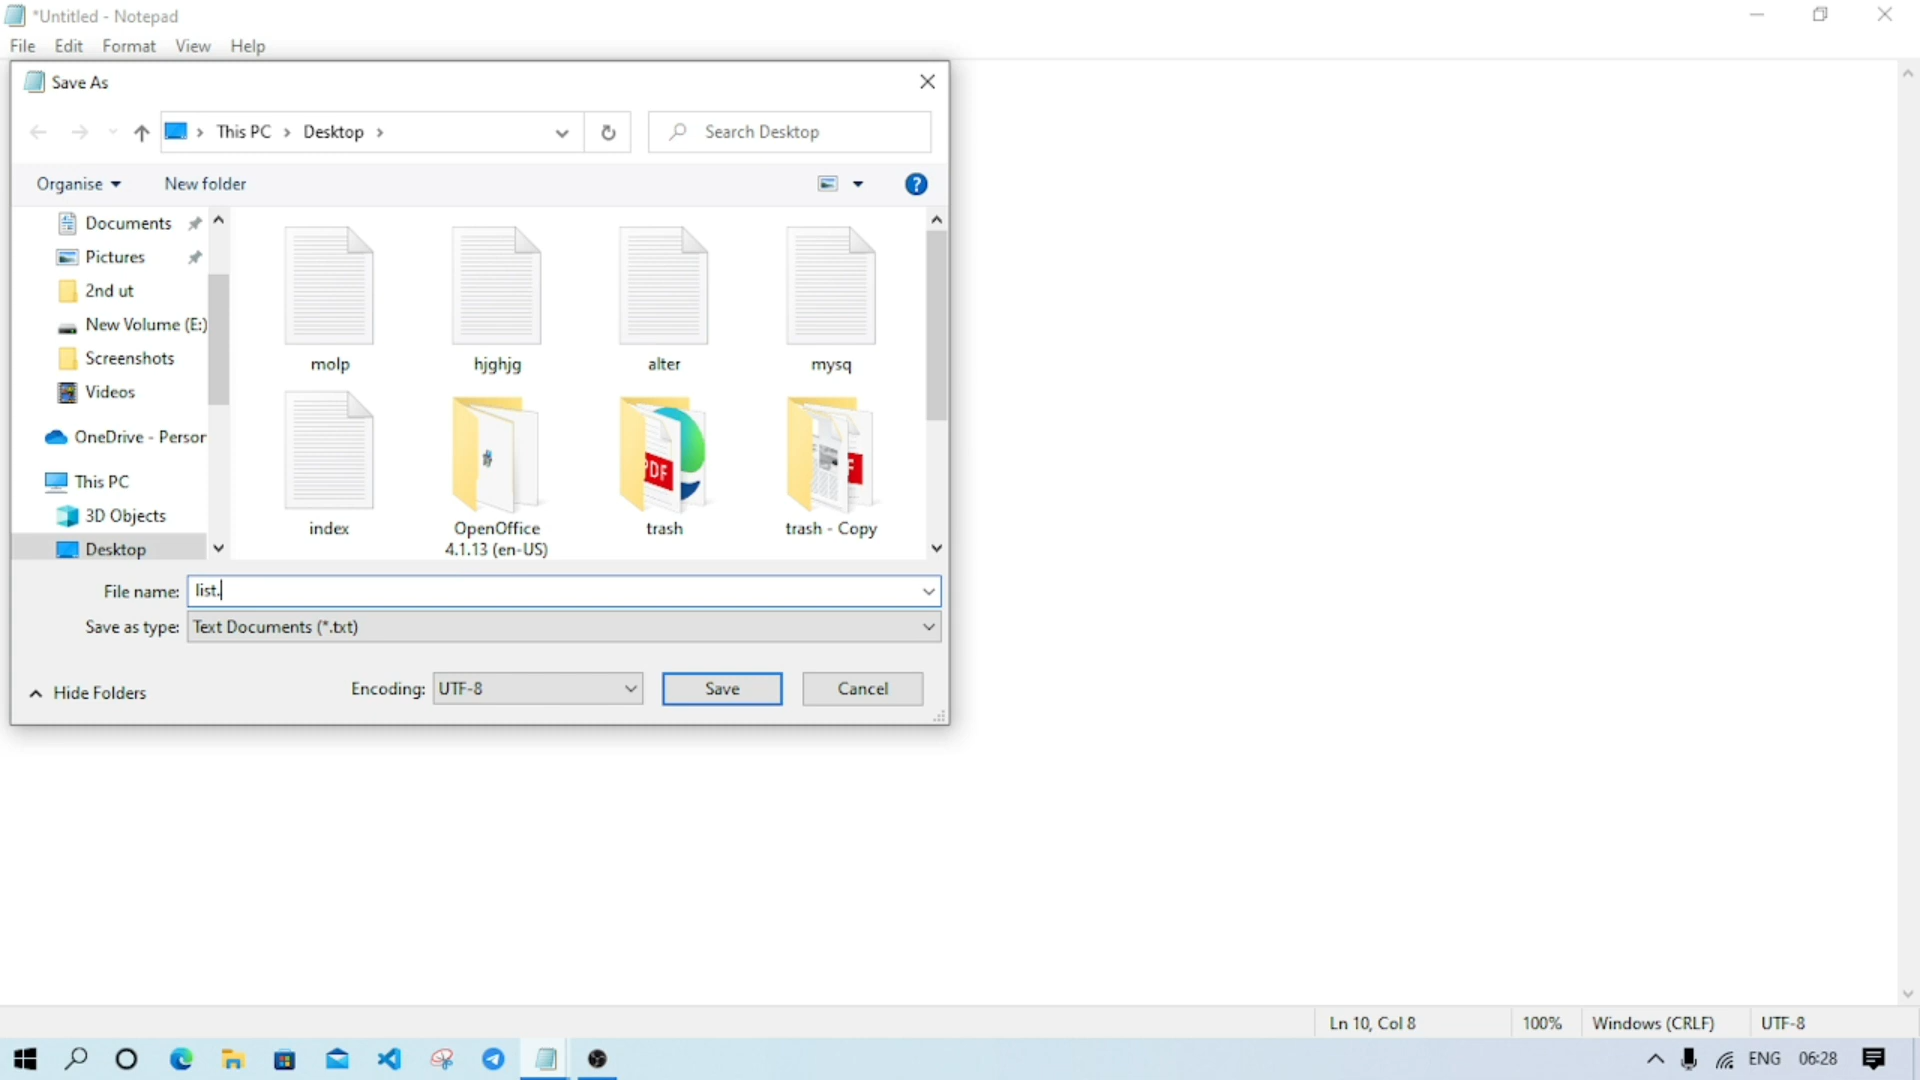 *Untitled - Notepad
File Edit Format View Help
Save As
This PC Desktop
Search Desktop
Organise New folder
Documents
Pictures
2nd ut
New Volume (E:)
Screenshots
Videos
OneDrive - Person
This PC
3D Objects
Desktop
molp hjghjg alter mysq
PDF
index OpenOffice trash trash - Copy
4.1.13 (en-US)
File name: list.
Save as type: Text Documents (*.txt)
Hide Folders Encoding: UTF-8 Save Cancel
Ln 10, Col 8 100% Windows (CRLF) UTF-8
ENG 06:28